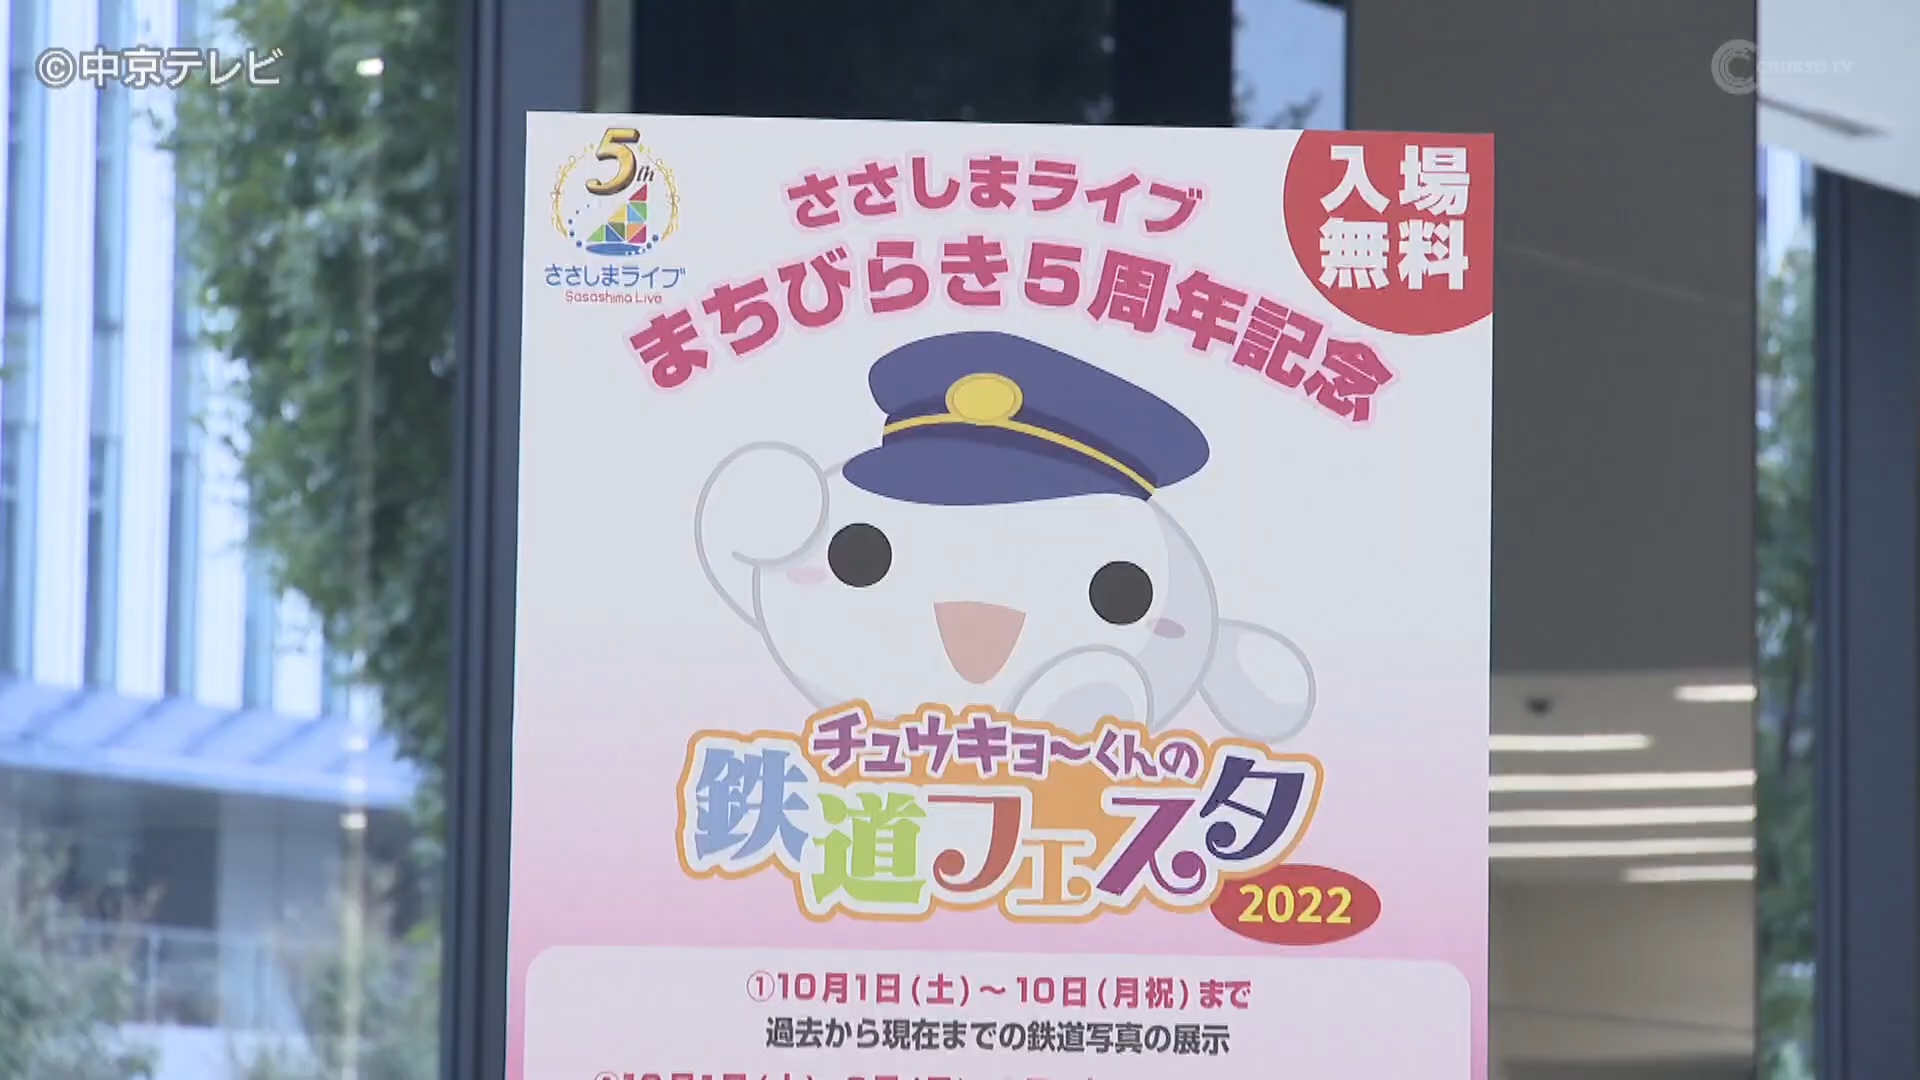 ©中京テレビ
CHUKYO TV
5th
ささしまライブ
Sasashima Live
ささしまライブ
まちびらき5周年記念
入場
無料
チュウキョ〜くんの
鉄道フェスタ
2022
①10月1日(土)〜10日(月祝)まで
過去から現在までの鉄道写真の展示